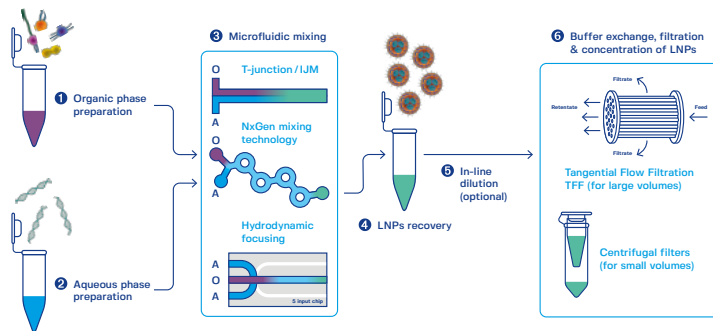 1 Organic phase
preparation
2 Aqueous phase
preparation
3 Microfluidic mixing
O
T-junction / IJM
A
O
NxGen mixing
technology
A
Hydrodynamic
focusing
A
O
A
5 input chip
4 LNPs recovery
5 In-line
dilution
(optional)
6 Buffer exchange, filtration
& concentration of LNPs
Filtrate
Retestate
Feed
Filtrate
Tangential Flow Filtration
TFF (for large volumes)
Centrifugal filters
(for small volumes)